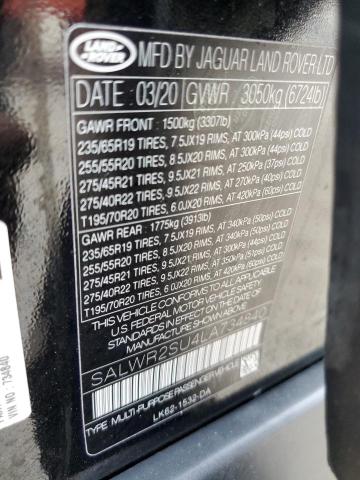 LAND ROVER
MFD BY JAGUAR LAND ROVER LTD
DATE: 03/20 GVWR 3050kg (6724lb)
GAWR FRONT : 1500kg (3307lb)
235/65R19 TIRES, 7.5JX19 RIMS, AT 300kPa (44psi) COLD
255/55R20 TIRES, 8.5JX20 RIMS, AT 300kPa (44psi) COLD
275/45R21 TIRES, 9.5JX21 RIMS, AT 250kPa (37psi) COLD
275/40R22 TIRES, 9.5JX22 RIMS, AT 270kPa (40psi) COLD
T195/70R20 TIRES, 6.0JX20 RIMS, AT 420kPa (60psi) COLD
GAWR REAR: 1775kg (3913lb)
235/65R19 TIRES, 7.5JX19 RIMS, AT 340kPa (50psi) COLD
255/55R20 TIRES, 8.5JX20 RIMS, AT 340kPa (50psi) COLD
275/45R21 TIRES, 9.5JX21 RIMS, AT 300kPa (44psi) COLD
275/40R22 TIRES, 9.5JX22 RIMS, AT 350kPa (51psi) COLD
T195/70R20 TIRES, 6.0JX20 RIMS, AT 420kPa (60psi) COLD
THIS VEHICLE CONFORMS TO ALL APPLICABLE
U.S. FEDERAL MOTOR VEHICLE SAFETY
STANDARDS IN EFFECT ON THE DATE OF
MANUFACTURE SHOWN ABOVE.
SALWR2SU4LA734840
TYPE: MULTI-PURPOSE PASSENGER VEHICLE
LK62-1532-DA
VIN NO - 734840